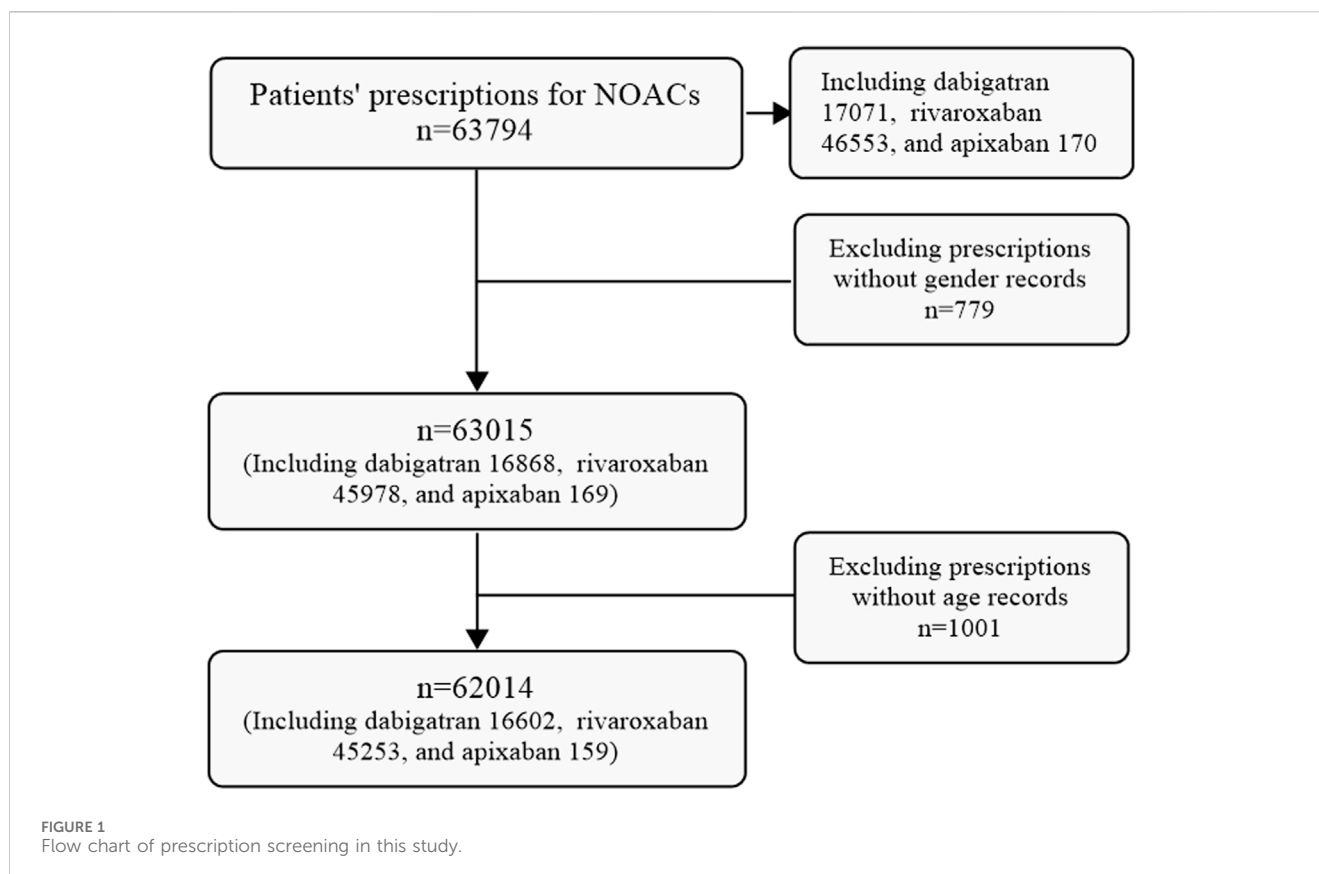 Patients' prescriptions for NOACs
n=63794
Including dabigatran
17071, rivaroxaban
46553, and apixaban 170
Excluding prescriptions
without gender records
n=779
n=63015
(Including dabigatran 16868, rivaroxaban
45978, and apixaban 169)
Excluding prescriptions
without age records
n=1001
n=62014
(Including dabigatran 16602, rivaroxaban
45253, and apixaban 159)
FIGURE 1
Flow chart of prescription screening in this study.